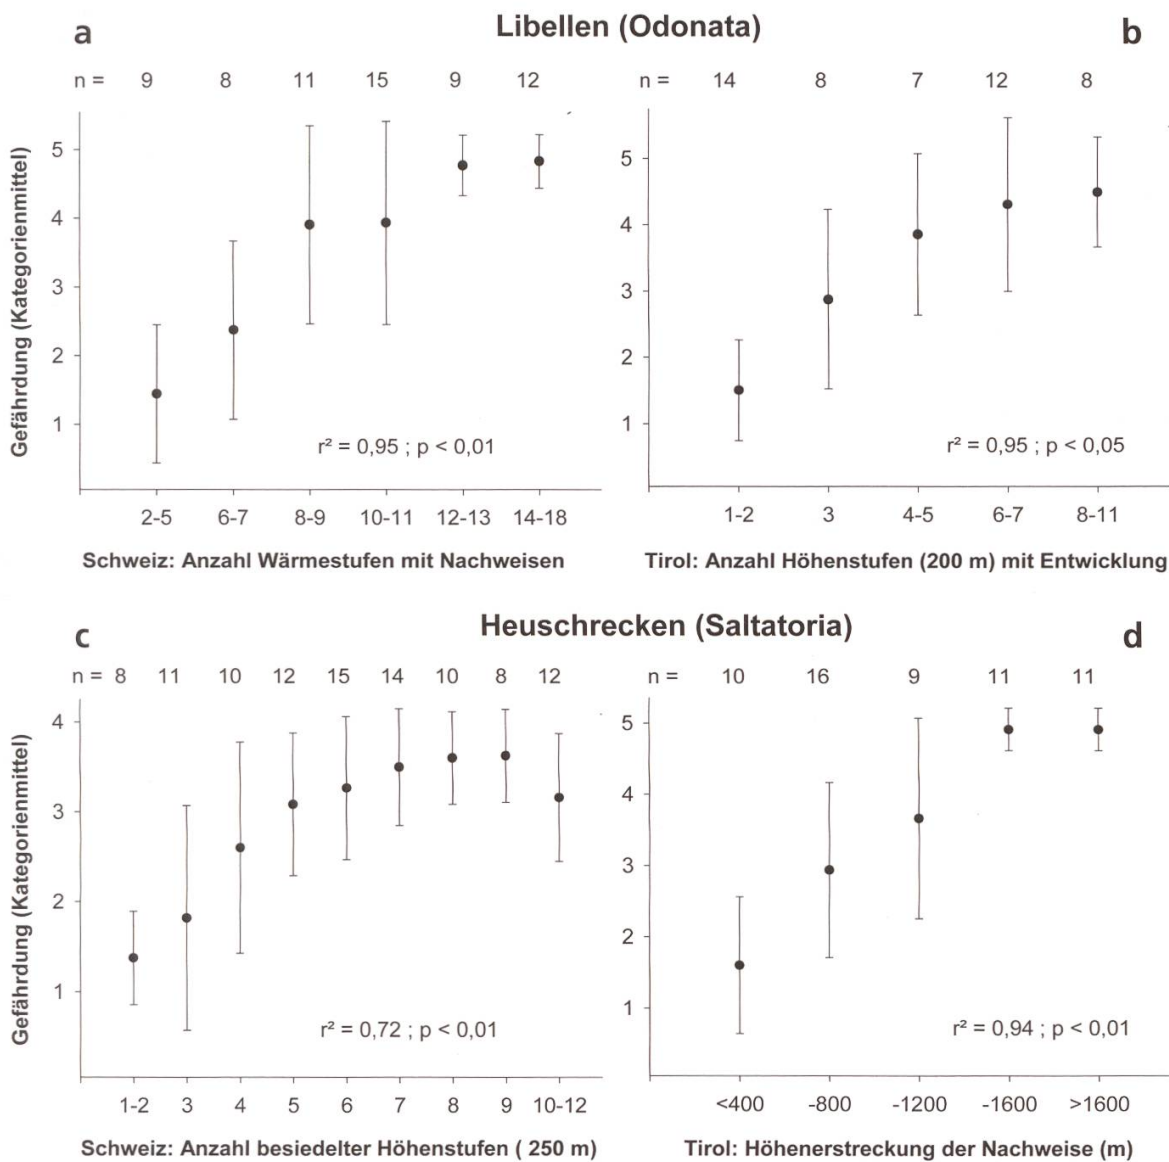 Libellen (Odonata)
a
b
n = 9 8 11 15 9 12
n = 14 8 7 12 8
Gefährdung (Kategorienmittel)
5
4
3
2
1
r² = 0,95 ; p < 0,01
2-5 6-7 8-9 10-11 12-13 14-18
Schweiz: Anzahl Wärmestufen mit Nachweisen
5
4
3
2
1
r² = 0,95 ; p < 0,05
1-2 3 4-5 6-7 8-11
Tirol: Anzahl Höhenstufen (200 m) mit Entwicklung
Heuschrecken (Saltatoria)
c
d
n = 8 11 10 12 15 14 10 8 12
n = 10 16 9 11 11
Gefährdung (Kategorienmittel)
4
3
2
1
r² = 0,72 ; p < 0,01
1-2 3 4 5 6 7 8 9 10-12
Schweiz: Anzahl besiedelter Höhenstufen ( 250 m)
5
4
3
2
1
r² = 0,94 ; p < 0,01
<400 -800 -1200 -1600 >1600
Tirol: Höhenerstreckung der Nachweise (m)